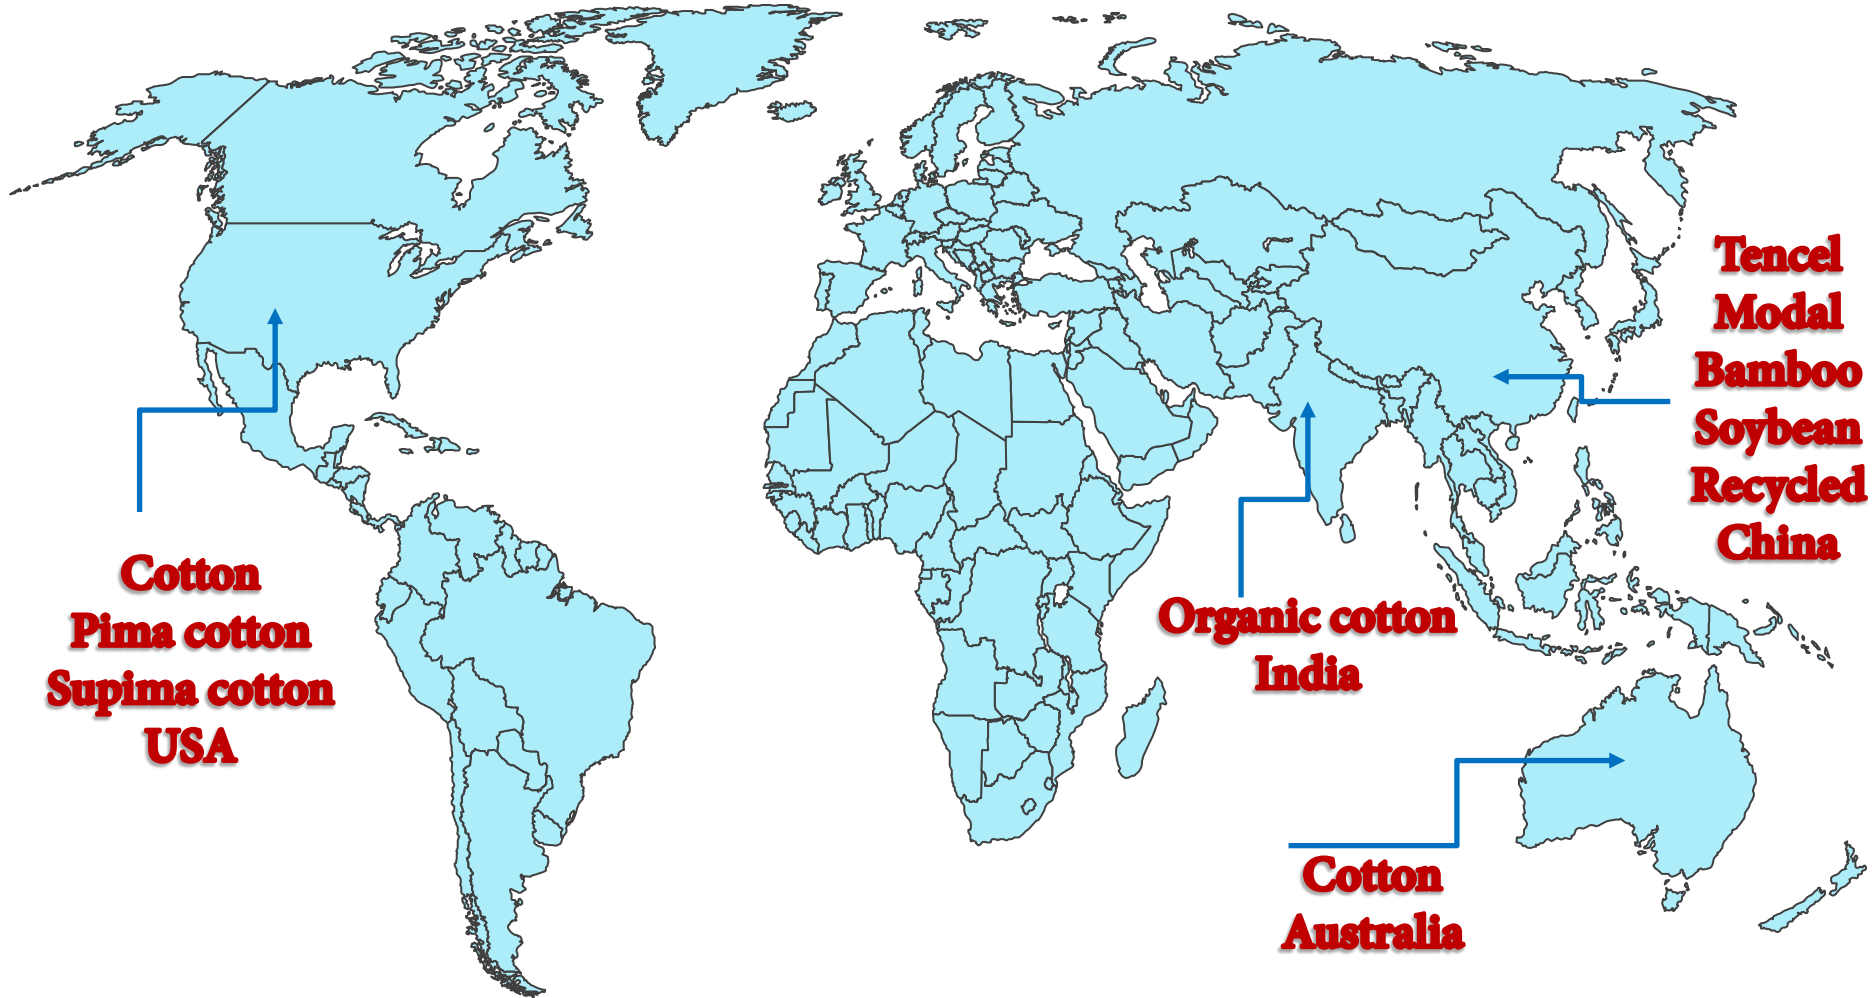 Tencel
Modal
Bamboo
Soybean
Recycled
China
Cotton
Pima cotton
Supima cotton
USA
Organic cotton
India
Cotton
Australia